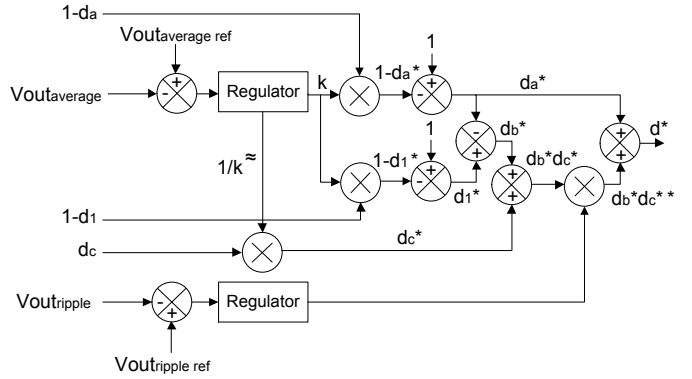 1-da
Voutaverage ref
1
+
-
Regulator
k
1-da*
-
+
da*
Voutaverage
-
+
db*
+
+
d*
1/k≈
1-d1*
1
-
+
d1*
+
+
db*dc*
db*dc**
1-d1
dc
dc*
Voutripple
-
+
Regulator
Voutripple ref